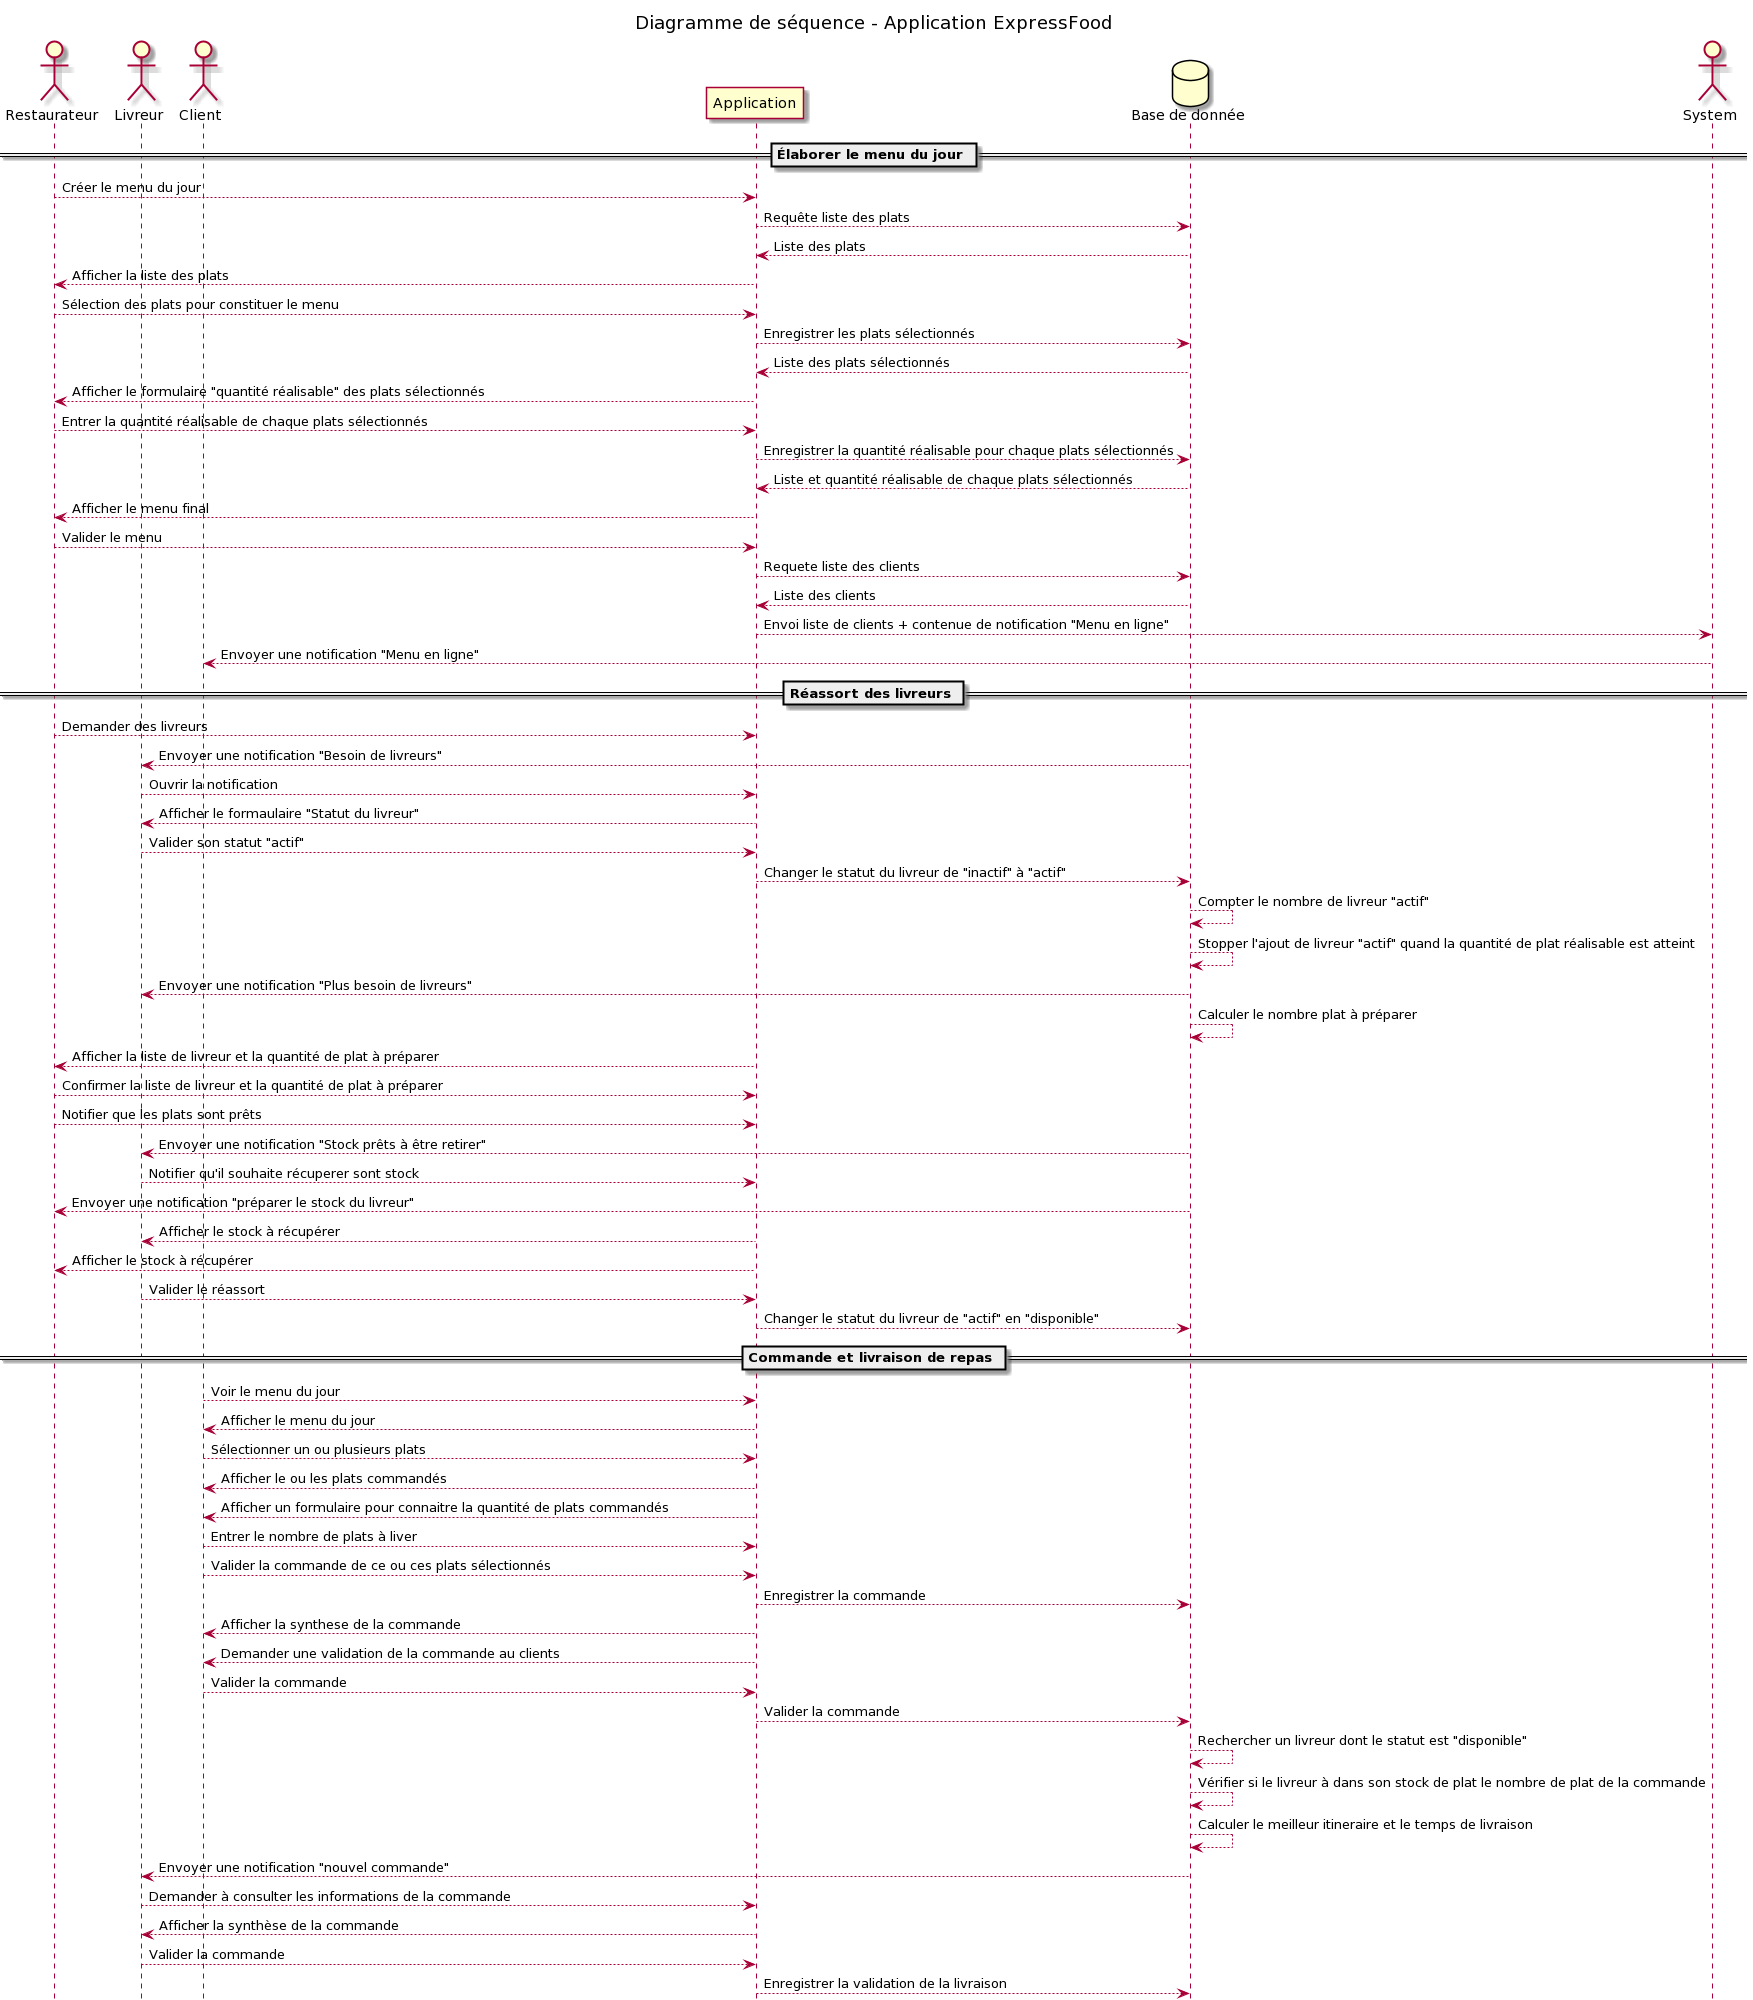 Diagramme de séquence - Application ExpressFood
Restaurateur
Livreur
Client
Application
Base de donnée
System
Élaborer le menu du jour
Créer le menu du jour
Requête liste des plats
Liste des plats
Afficher la liste des plats
Sélection des plats pour constituer le menu
Enregistrer les plats sélectionnés
Liste des plats sélectionnés
Afficher le formulaire "quantité réalisable" des plats sélectionnés
Entrer la quantité réalisable de chaque plats sélectionnés
Enregistrer la quantité réalisable pour chaque plats sélectionnés
Liste et quantité réalisable de chaque plats sélectionnés
Afficher le menu final
Valider le menu
Requete liste des clients
Liste des clients
Envoi liste de clients + contenue de notification "Menu en ligne"
Envoyer une notification "Menu en ligne"
Réassort des livreurs
Demander des livreurs
Envoyer une notification "Besoin de livreurs"
Ouvrir la notification
Afficher le formaulaire "Statut du livreur"
Valider son statut "actif"
Changer le statut du livreur de "inactif" à "actif"
Compter le nombre de livreur "actif"
Stopper l'ajout de livreur "actif" quand la quantité de plat réalisable est atteint
Envoyer une notification "Plus besoin de livreurs"
Calculer le nombre plat à préparer
Afficher la liste de livreur et la quantité de plat à préparer
Confirmer la liste de livreur et la quantité de plat à préparer
Notifier que les plats sont prêts
Envoyer une notification "Stock prêts à être retirer"
Notifier qu'il souhaite récuperer sont stock
Envoyer une notification "préparer le stock du livreur"
Afficher le stock à récupérer
Afficher le stock à récupérer
Valider le réassort
Changer le statut du livreur de "actif" en "disponible"
Commande et livraison de repas
Voir le menu du jour
Afficher le menu du jour
Sélectionner un ou plusieurs plats
Afficher le ou les plats commandés
Afficher un formulaire pour connaitre la quantité de plats commandés
Entrer le nombre de plats à liver
Valider la commande de ce ou ces plats sélectionnés
Enregistrer la commande
Afficher la synthese de la commande
Demander une validation de la commande au clients
Valider la commande
Valider la commande
Rechercher un livreur dont le statut est "disponible"
Vérifier si le livreur à dans son stock de plat le nombre de plat de la commande
Calculer le meilleur itineraire et le temps de livraison
Envoyer une notification "nouvel commande"
Demander à consulter les informations de la commande
Afficher la synthèse de la commande
Valider la commande
Enregistrer la validation de la livraison